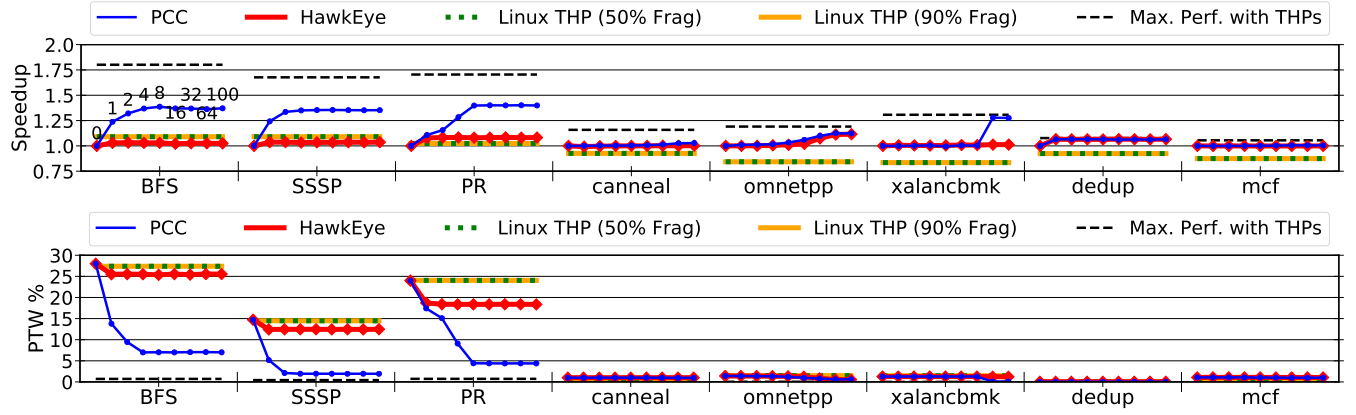 PCC HawkEye Linux THP (50% Frag) Linux THP (90% Frag) Max. Perf. with THPs
Speedup
2.0
1.75
1.5
1.25
1.0
0.75
0 1 2 4 8 16 32 64 100
BFS SSSP PR canneal omnetpp xalancbmk dedup mcf
PCC HawkEye Linux THP (50% Frag) Linux THP (90% Frag) Max. Perf. with THPs
PTW %
30
25
20
15
10
5
0
BFS SSSP PR canneal omnetpp xalancbmk dedup mcf